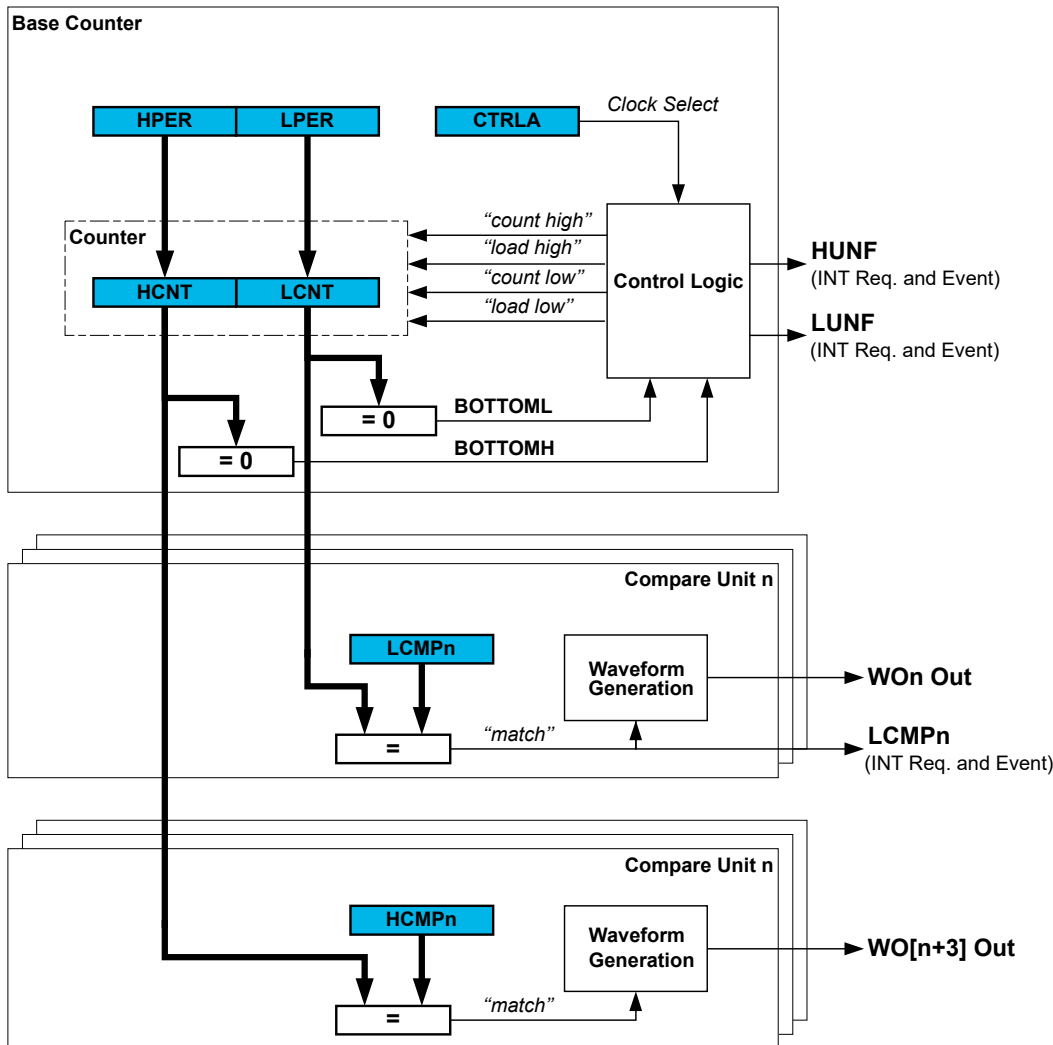 Base Counter
Clock Select
HPER
LPER
CTRLA
“count high”
“load high”
“count low”
“load low”
Counter
HCNT
LCNT
Control Logic
HUNF
(INT Req. and Event)
LUNF
(INT Req. and Event)
= 0
BOTTOML
= 0
BOTTOMH
Compare Unit n
LCMPn
Waveform
Generation
WOn Out
=
“match”
LCMPn
(INT Req. and Event)
Compare Unit n
HCMPn
Waveform
Generation
WO[n+3] Out
=
“match”